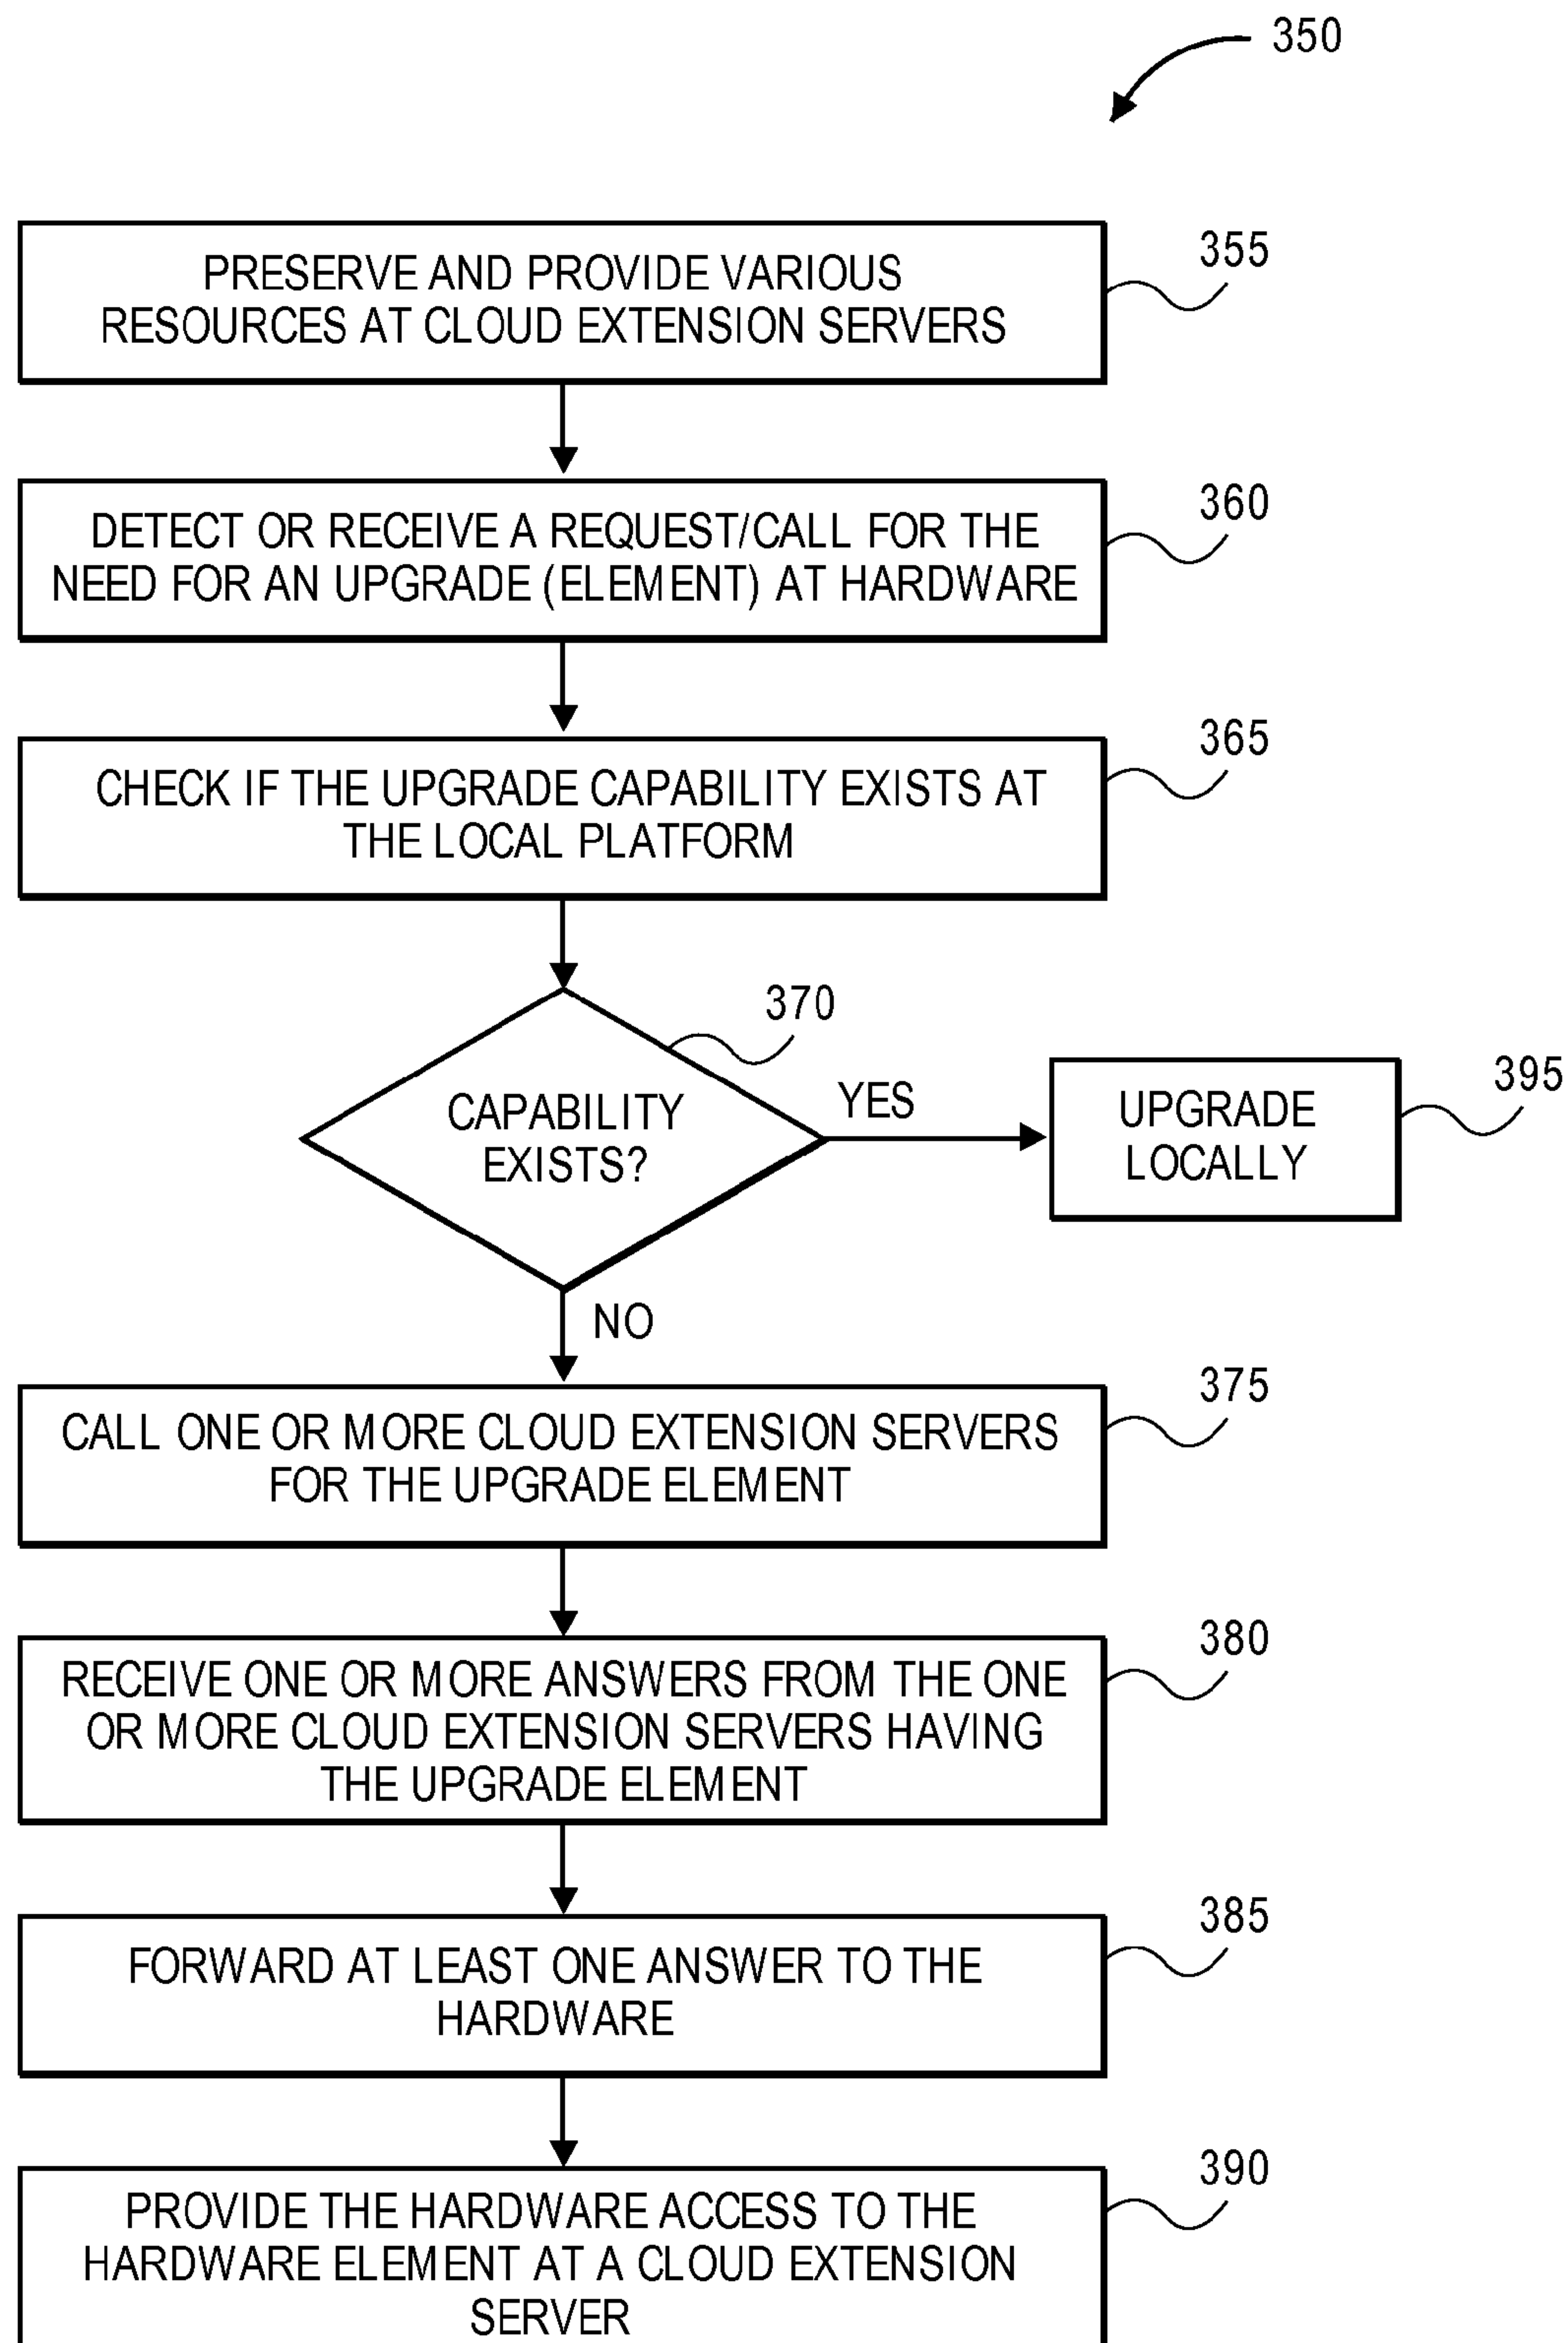 350
PRESERVE AND PROVIDE VARIOUS
RESOURCES AT CLOUD EXTENSION SERVERS
355
DETECT OR RECEIVE A REQUEST/CALL FOR THE
NEED FOR AN UPGRADE (ELEMENT) AT HARDWARE
360
CHECK IF THE UPGRADE CAPABILITY EXISTS AT
THE LOCAL PLATFORM
365
370
CAPABILITY
EXISTS?
YES
UPGRADE
LOCALLY
395
NO
CALL ONE OR MORE CLOUD EXTENSION SERVERS
FOR THE UPGRADE ELEMENT
375
RECEIVE ONE OR MORE ANSWERS FROM THE ONE
OR MORE CLOUD EXTENSION SERVERS HAVING
THE UPGRADE ELEMENT
380
FORWARD AT LEAST ONE ANSWER TO THE
HARDWARE
385
PROVIDE THE HARDWARE ACCESS TO THE
HARDWARE ELEMENT AT A CLOUD EXTENSION
SERVER
390